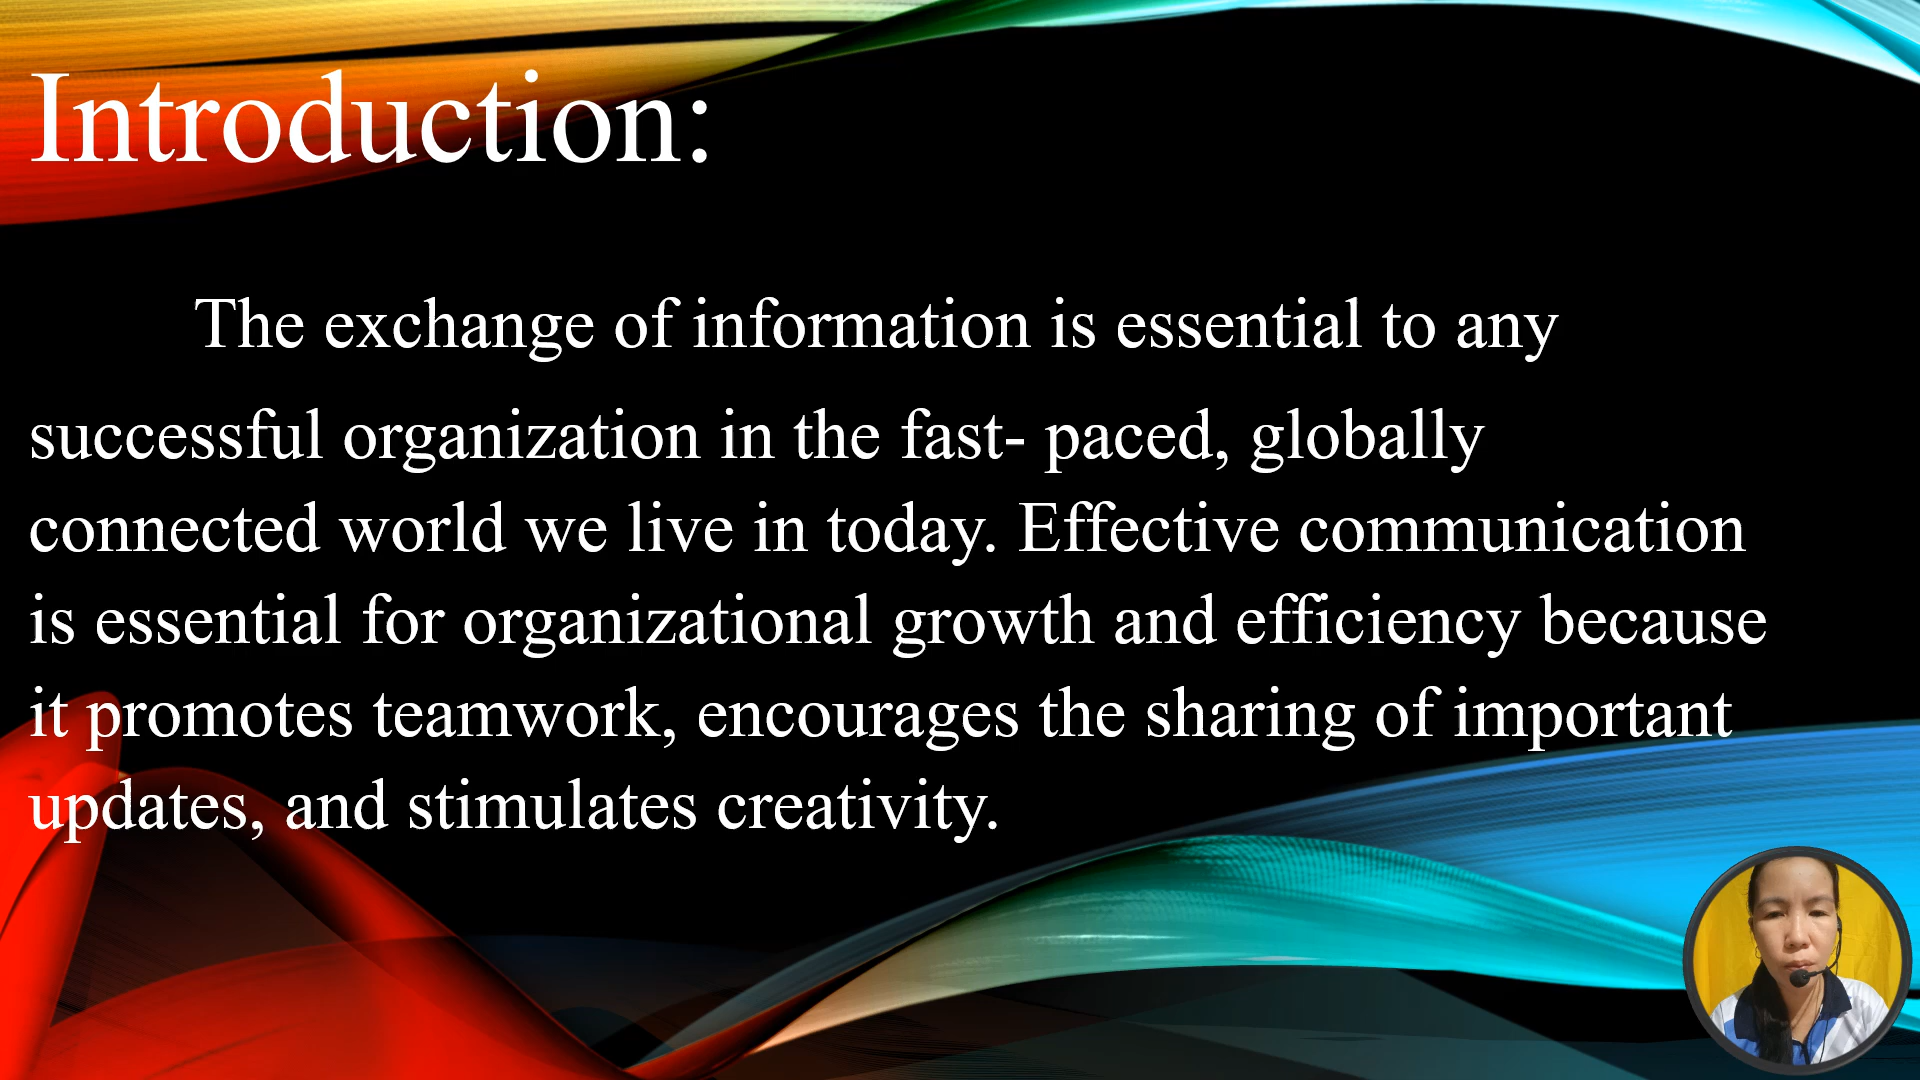 Introduction:
The exchange of information is essential to any
successful organization in the fast- paced, globally
connected world we live in today. Effective communication
is essential for organizational growth and efficiency because
it promotes teamwork, encourages the sharing of important
updates, and stimulates creativity.